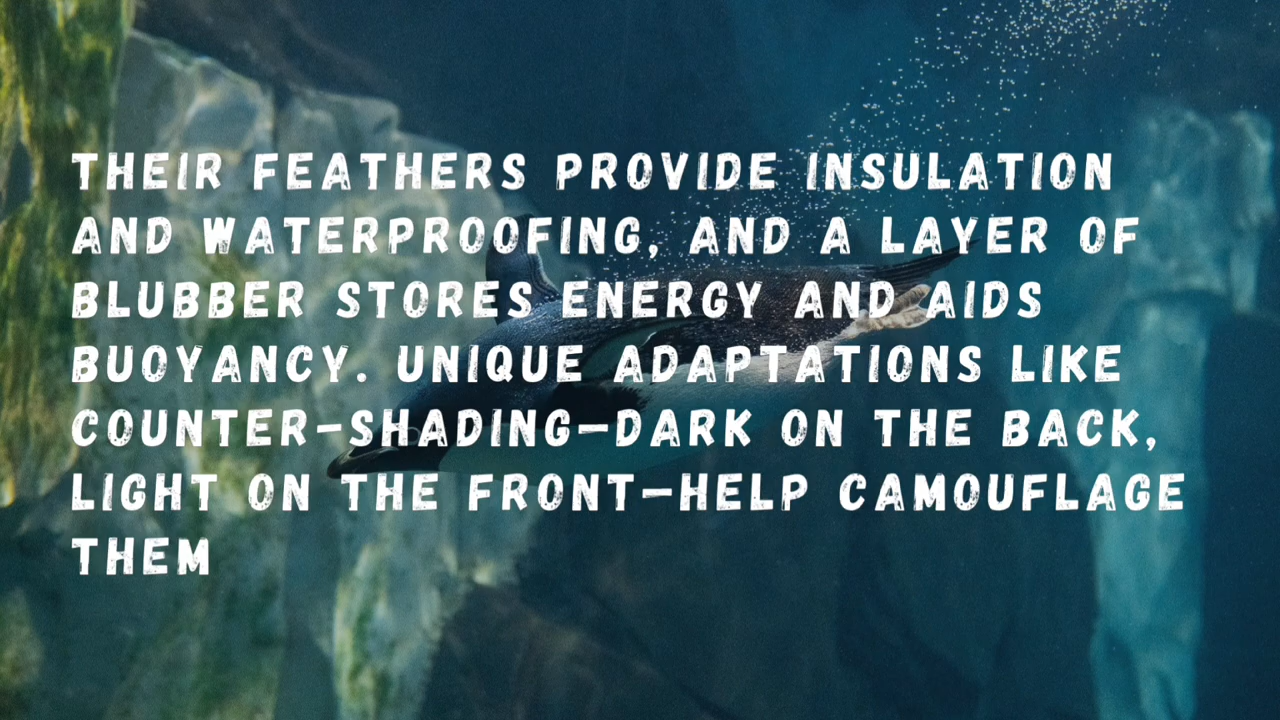 THEIR FEATHERS PROVIDE INSULATION
AND WATERPROOFING, AND A LAYER OF
BLUBBER STORES ENERGY AND AIDS
BUOYANCY. UNIQUE ADAPTATIONS LIKE
COUNTER-SHADING—DARK ON THE BACK,
LIGHT ON THE FRONT—HELP CAMOUFLAGE
THEM